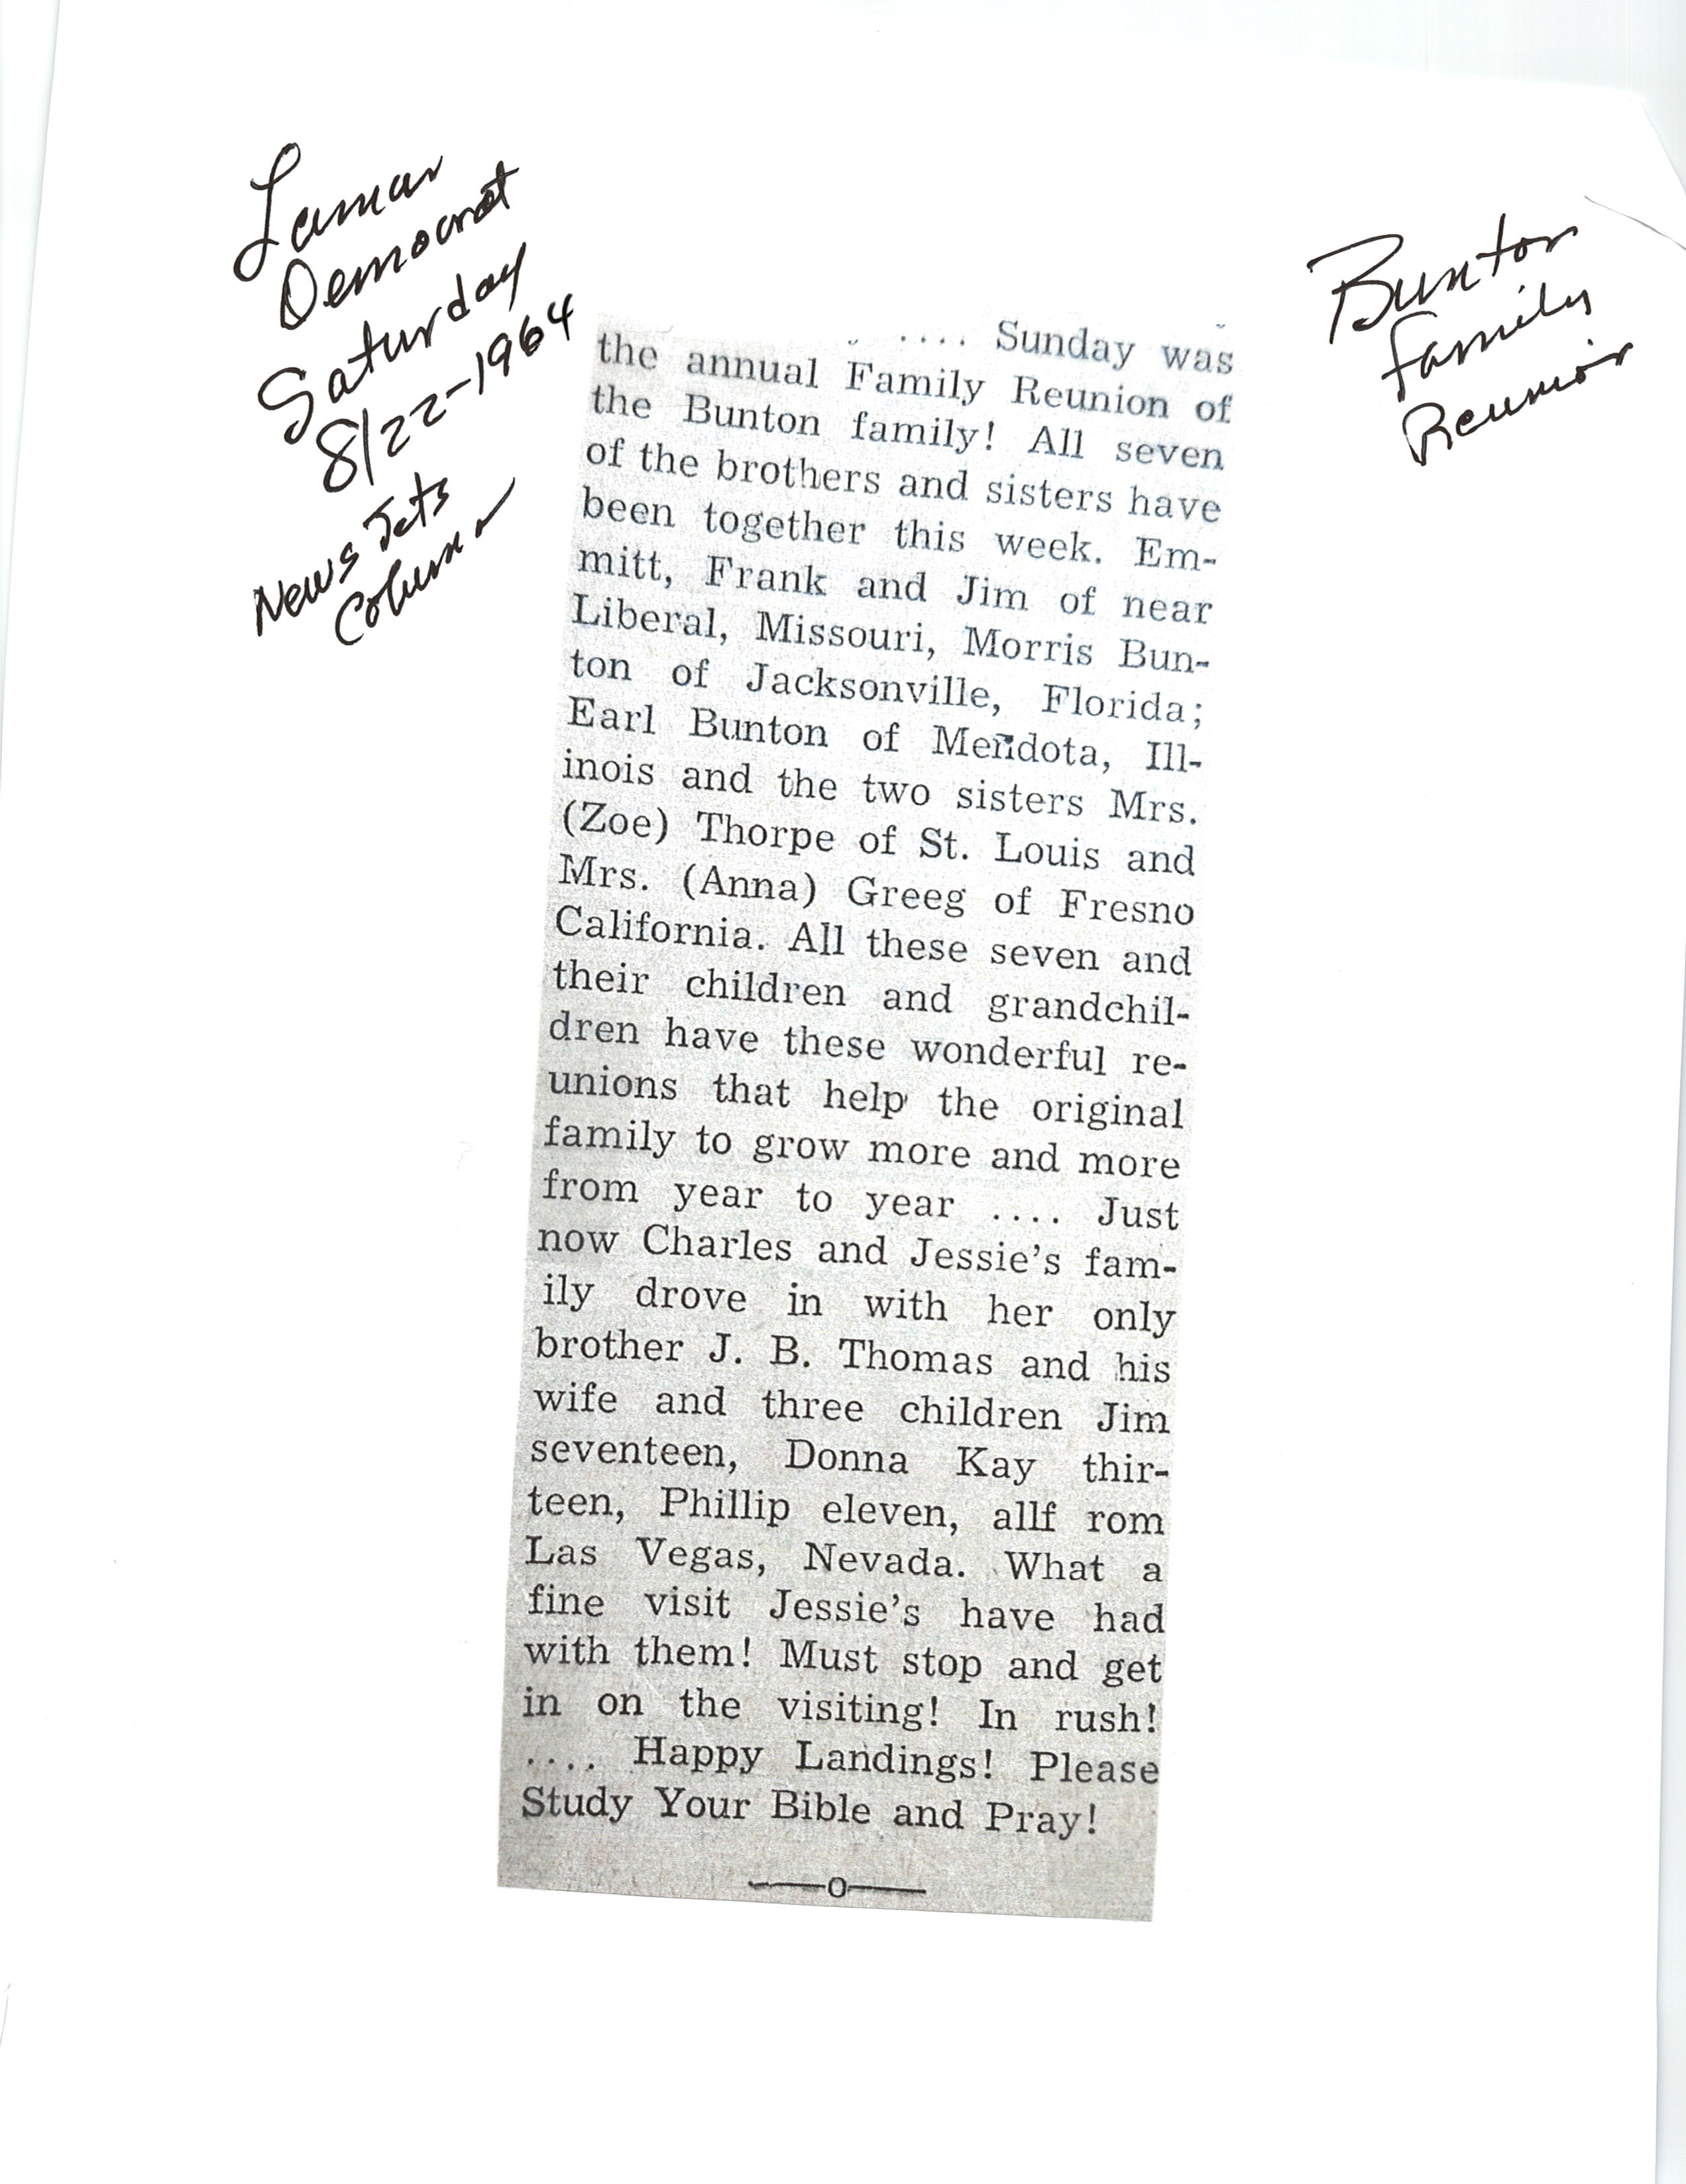 Lamar
Democrat
Saturday
8/22-1964
News Jets
Column
Bunton
Family
Reunion
.... Sunday was
the annual Family Reunion of
the Bunton family! All seven
of the brothers and sisters have
been together this week. Em-
mitt, Frank and Jim of near
Liberal, Missouri, Morris Bun-
ton of Jacksonville, Florida;
Earl Bunton of Mendota, Ill-
inois and the two sisters Mrs.
(Zoe) Thorpe of St. Louis and
Mrs. (Anna) Greeg of Fresno
California. All these seven and
their children and grandchil-
dren have these wonderful re-
unions that help the original
family to grow more and more
from year to year .... Just
now Charles and Jessie's fam-
ily drove in with her only
brother J. B. Thomas and his
wife and three children Jim
seventeen, Donna Kay thir-
teen, Phillip eleven, allf rom
Las Vegas, Nevada. What a
fine visit Jessie's have had
with them! Must stop and get
in on the visiting! In rush!
.... Happy Landings! Please
Study Your Bible and Pray!
——o——